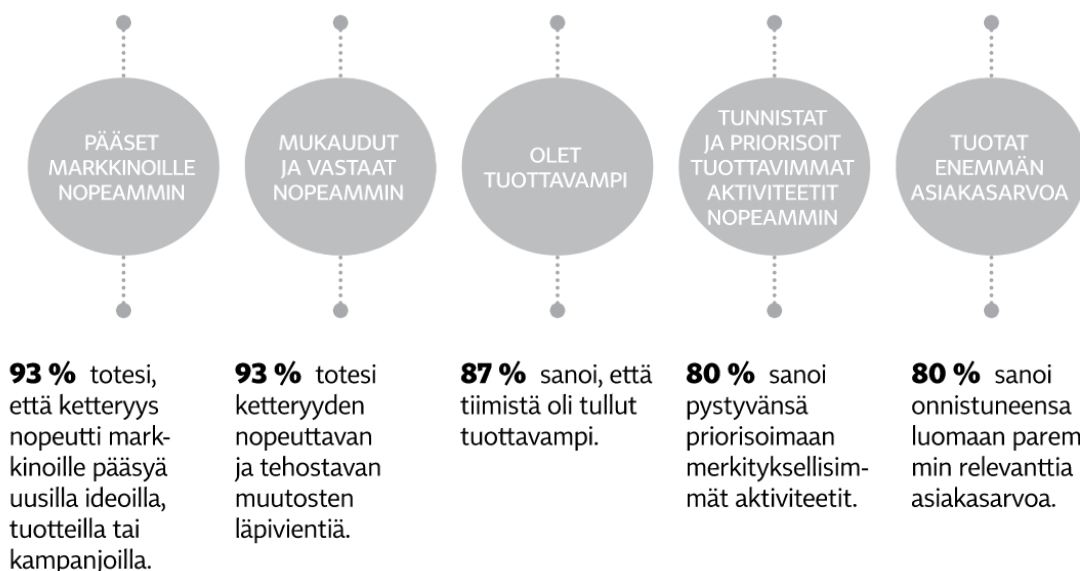 PÄÄSET
MARKKINOILLE
NOPEAMMIN
MUKAUDUT
JA VASTAAT
NOPEAMMIN
OLET
TUOTTAVAMPI
TUNNISTAT
JA PRIORISOIT
TUOTTAVIMMAT
AKTIVITEETIT
NOPEAMMIN
TUOTAT
ENEMMÄN
ASIAKASARVOA
93 % totesi,
että ketteryys
nopeutti mark-
kinoille pääsyä
uusilla ideoilla,
tuotteilla tai
kampanjoilla.
93 % totesi
ketteryyden
nopeuttavan
ja tehostavan
muutosten
läpivientiä.
87 % sanoi, että
tiimistä oli tullut
tuottavampi.
80 % sanoi
pystyvänsä
priorisoimaan
merkityksellisim-
mät aktiviteetit.
80 % sanoi
onnistuneensa
luomaan parem
min relevanttia
asiakasarvoa.